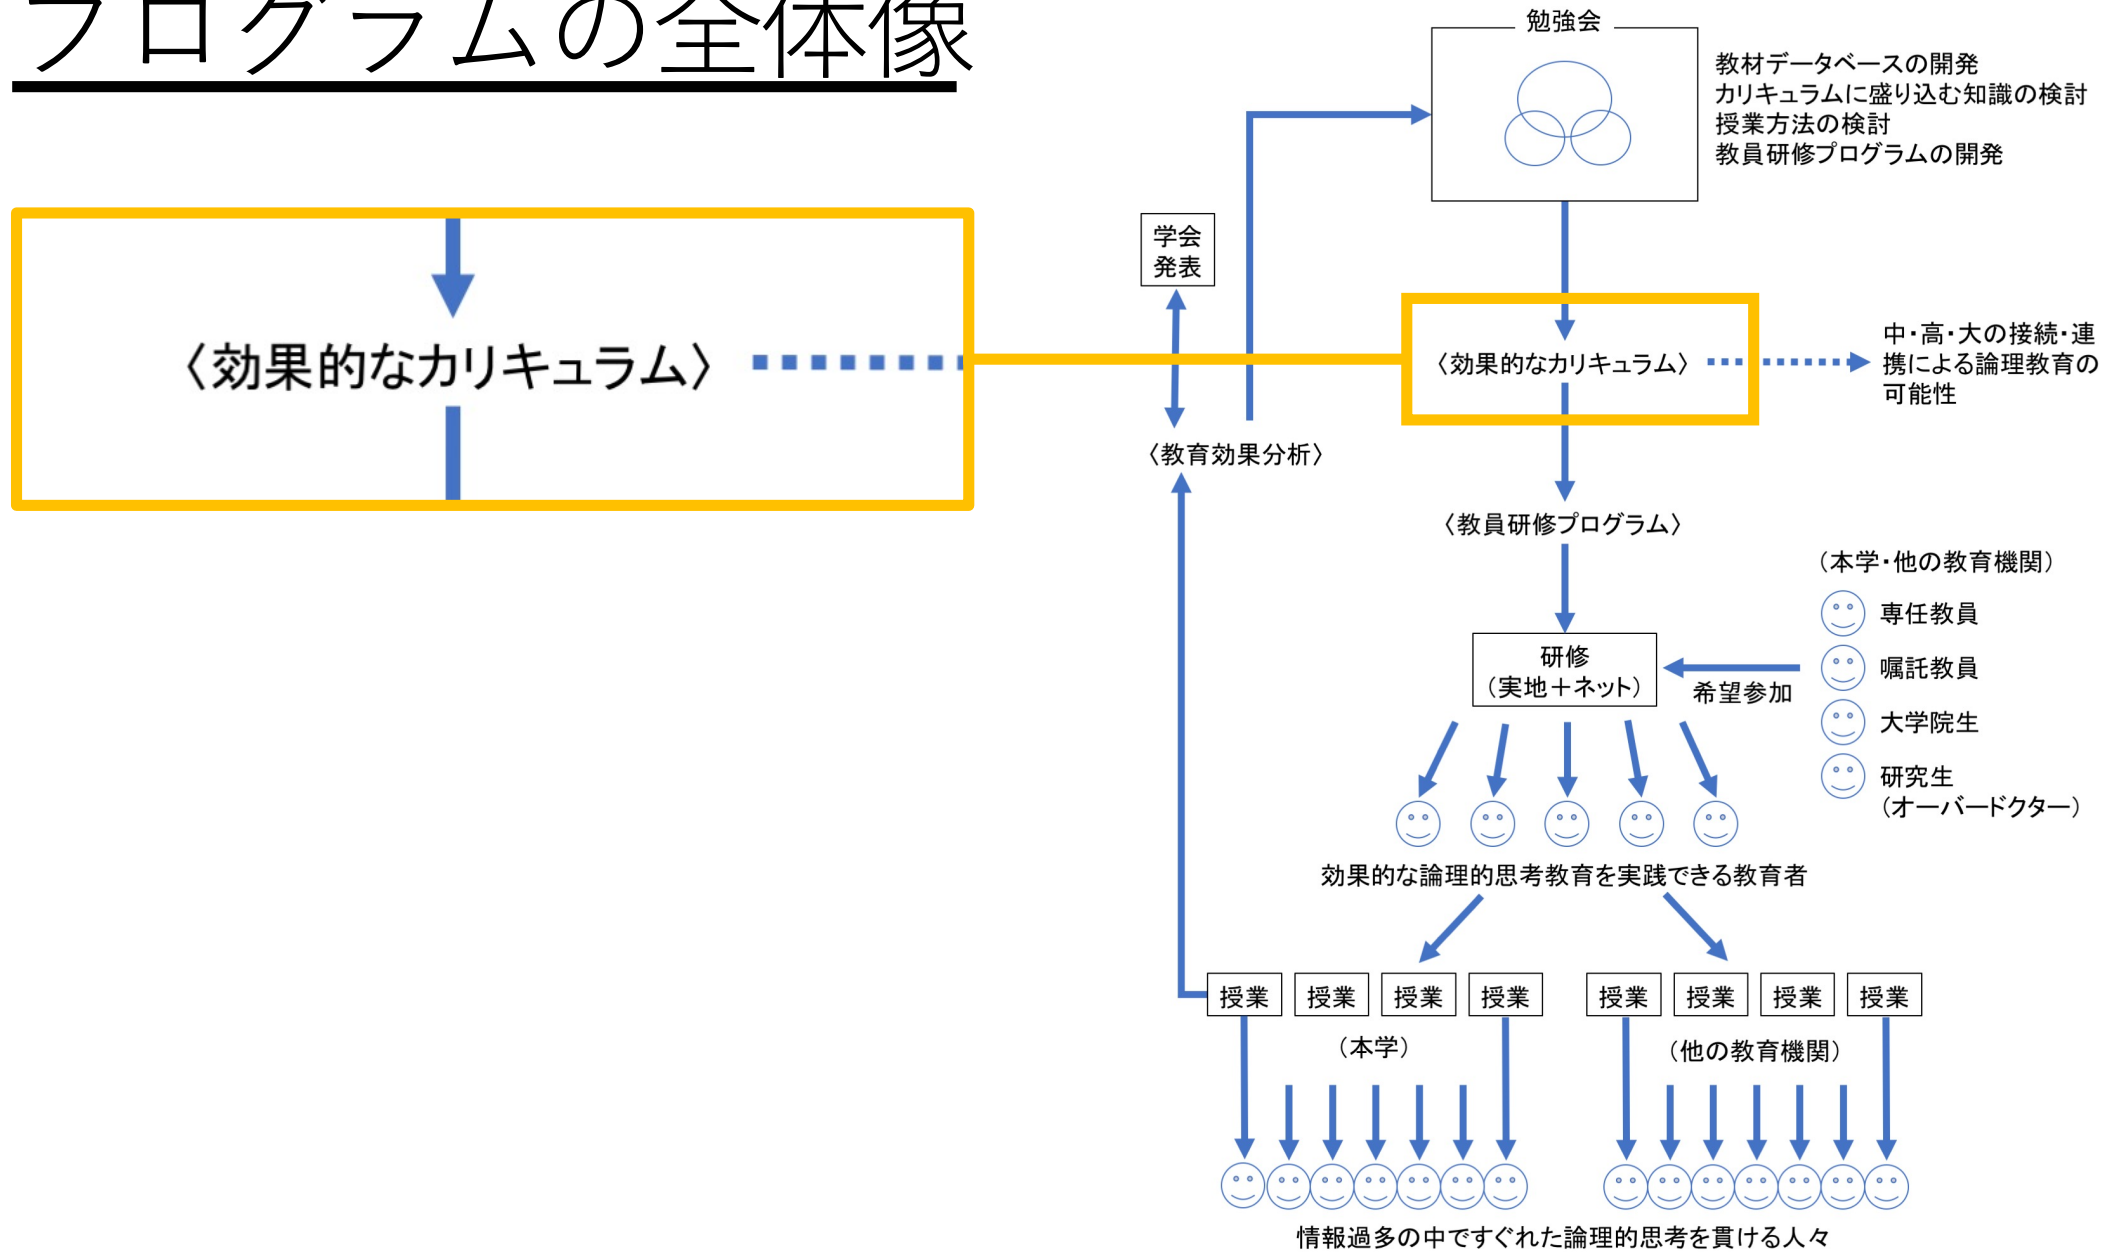 プログラムの全体像
〈効果的なカリキュラム〉
勉強会
教材データベースの開発
カリキュラムに盛り込む知識の検討
授業方法の検討
教員研修プログラムの開発
学会
発表
〈効果的なカリキュラム〉
中・高・大の接続・連
携による論理教育の
可能性
〈教育効果分析〉
〈教員研修プログラム〉
（本学・他の教育機関）
専任教員
嘱託教員
大学院生
研究生
（オーバードクター）
研修
（実地＋ネット）
希望参加
効果的な論理的思考教育を実践できる教育者
授業 授業 授業 授業 授業 授業 授業 授業
（本学）
（他の教育機関）
情報過多の中ですぐれた論理的思考を貫ける人々